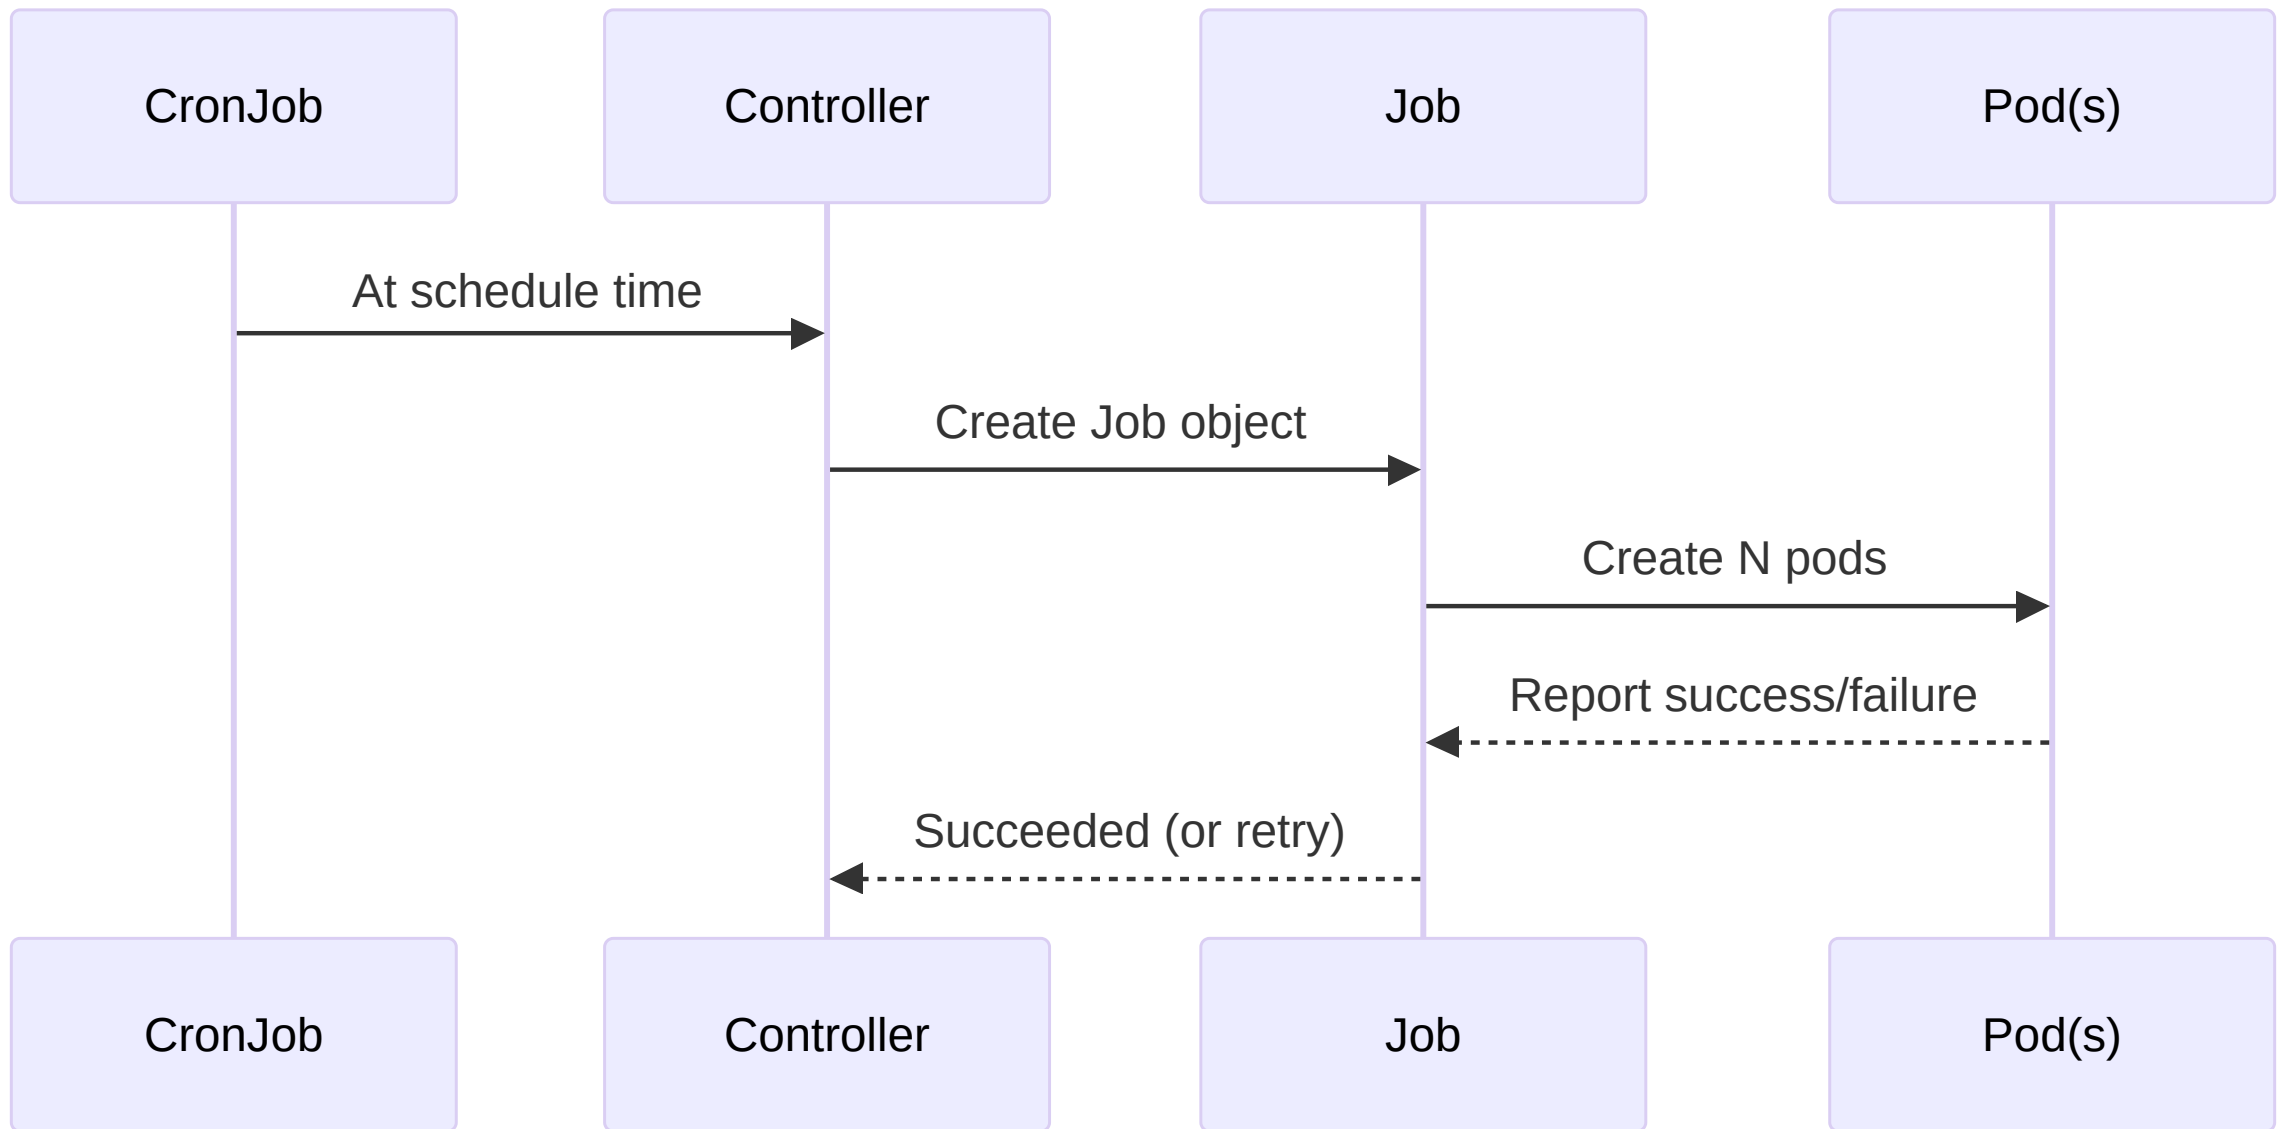 CronJob
Controller
Job
Pod(s)
At schedule time
Create Job object
Create N pods
Report success/failure
Succeeded (or retry)
CronJob
Controller
Job
Pod(s)